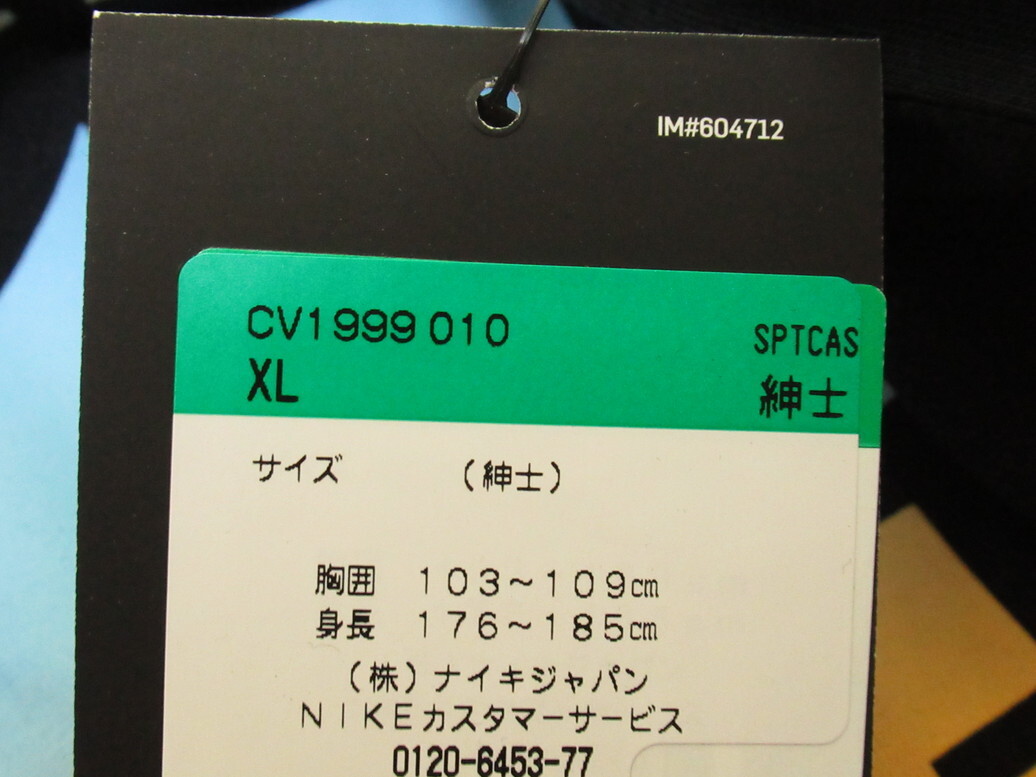 IM#604712
CV1999 010 SPTCAS
XL 紳士
サイズ (紳士)
胸囲 103～109㎝
身長 176～185㎝
(株)ナイキジャパン
NIKEカスタマーサービス
0120-6453-77